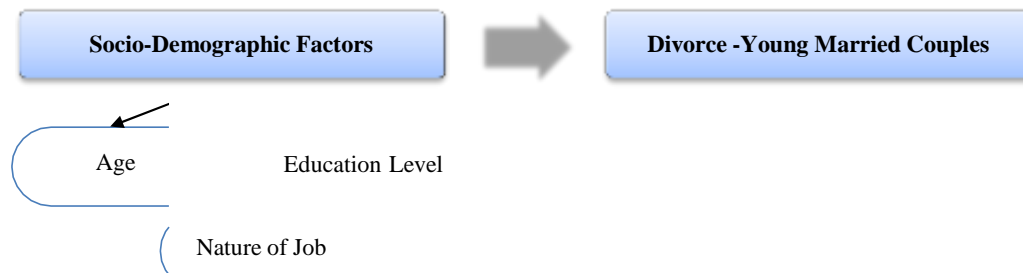 Socio-Demographic Factors
Divorce -Young Married Couples
Age
Education Level
Nature of Job